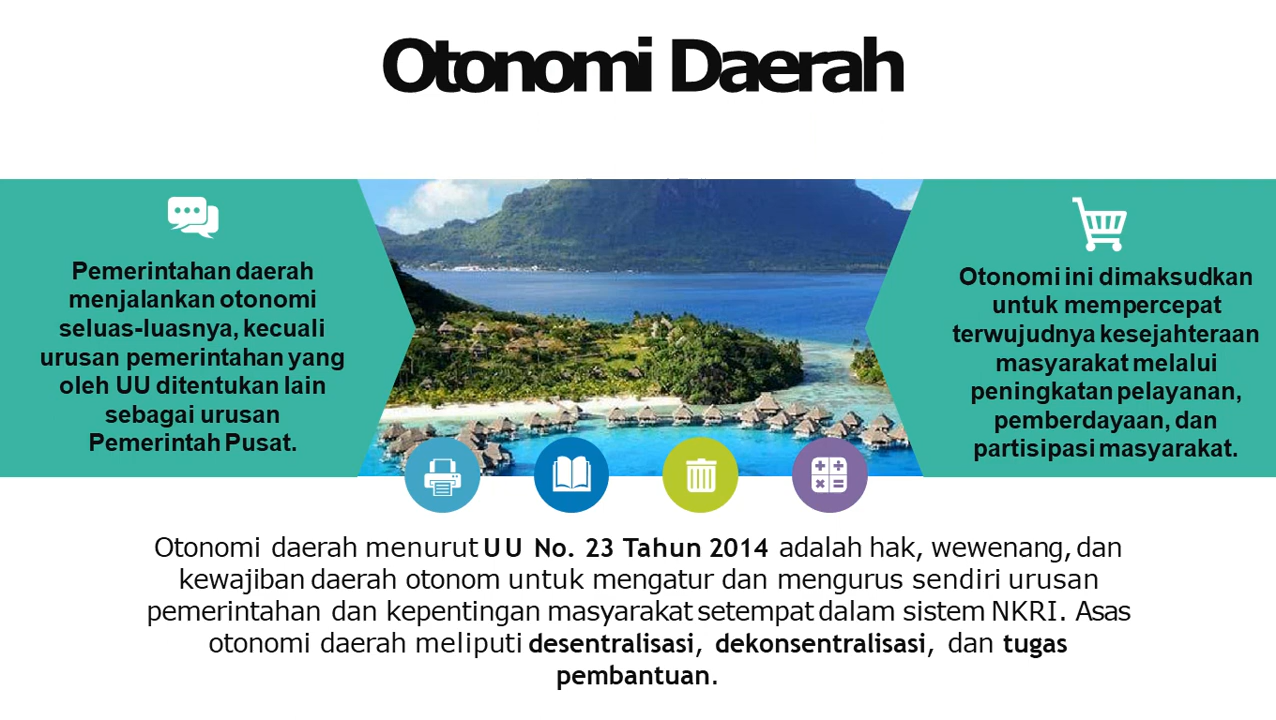 Otonomi Daerah
Pemerintahan daerah
menjalankan otonomi
seluas-luasnya, kecuali
urusan pemerintahan yang
oleh UU ditentukan lain
sebagai urusan
Pemerintah Pusat.
Otonomi ini dimaksudkan
untuk mempercepat
terwujudnya kesejahteraan
masyarakat melalui
peningkatan pelayanan,
pemberdayaan, dan
partisipasi masyarakat.
Otonomi daerah menurut UU No. 23 Tahun 2014 adalah hak, wewenang, dan
kewajiban daerah otonom untuk mengatur dan mengurus sendiri urusan
pemerintahan dan kepentingan masyarakat setempat dalam sistem NKRI. Asas
otonomi daerah meliputi desentralisasi, dekonsentralisasi, dan tugas
pembantuan.